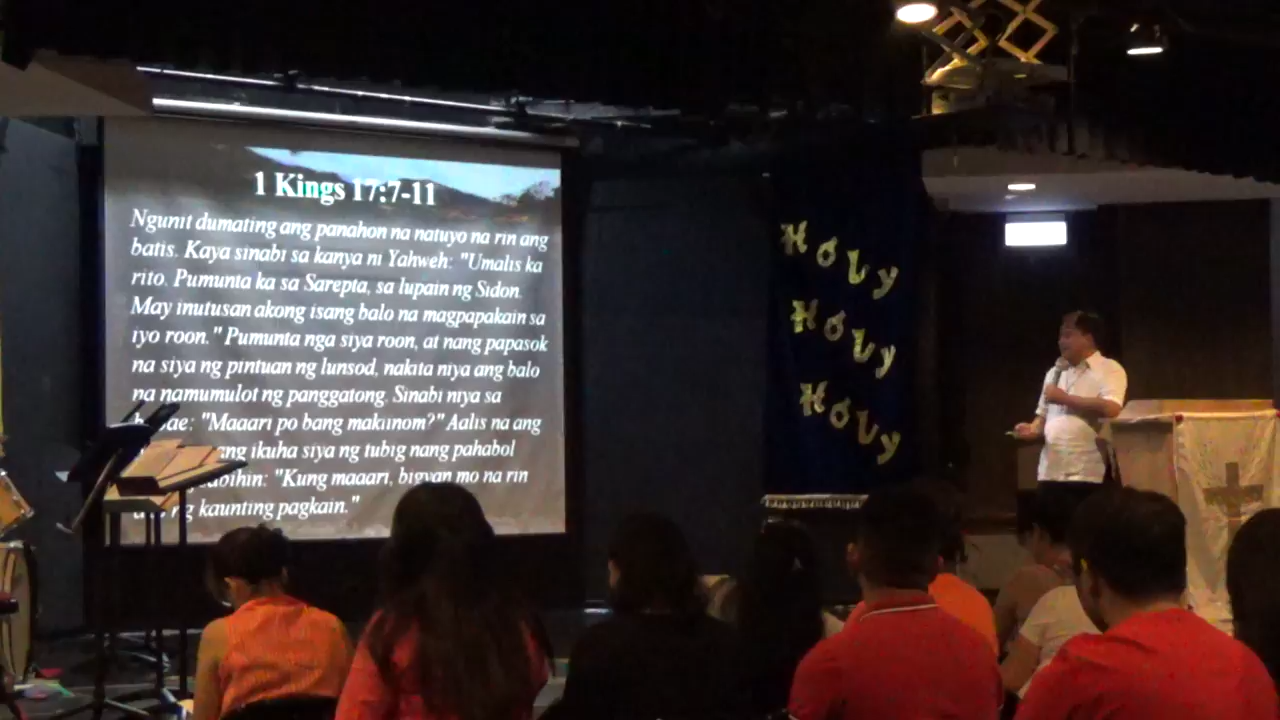 1 Kings 17:7-11
Ngunit dumating ang panahon na natuyo na rin ang
batis. Kaya sinabi sa kanya ni Yahweh: "Umalis ka
rito. Pumunta ka sa Sarepta, sa lupain ng Sidon.
May inutusan akong isang balo na magpapakain sa
iyo roon." Pumunta nga siya roon, at nang papasok
na siya ng pintuan ng lunsod, nakita niya ang balo
na namumulot ng panggatong. Sinabi niya sa
"Maaari po bang makiinom?" Aalis na ang
ikuha siya ng tubig nang pahabol
"Kung maaari, bigyan mo na rin
ng kaunting pagkain."
Holy
Holy
Holy